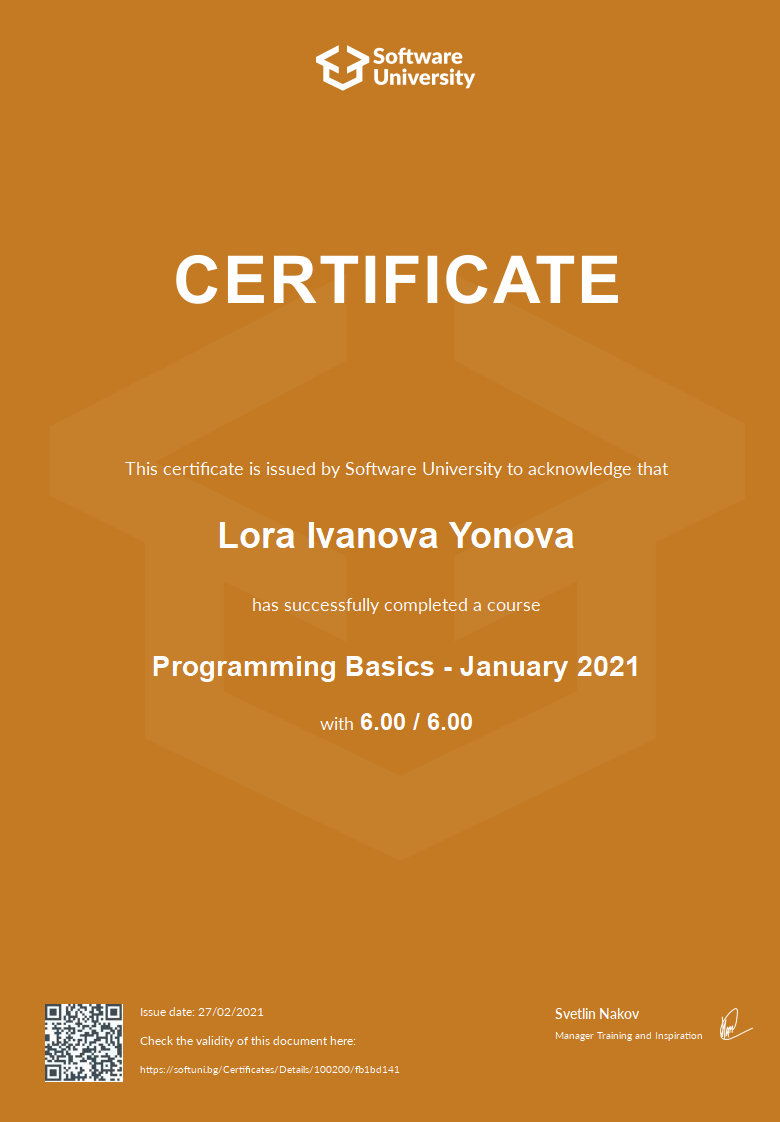 Software
University
CERTIFICATE
This certificate is issued by Software University to acknowledge that
Lora Ivanova Yonova
has successfully completed a course
Programming Basics - January 2021
with 6.00 / 6.00
Issue date: 27/02/2021
Check the validity of this document here:
https://softuni.bg/Certificates/Details/100200/fb1bd141
Svetlin Nakov
Manager Training and Inspiration